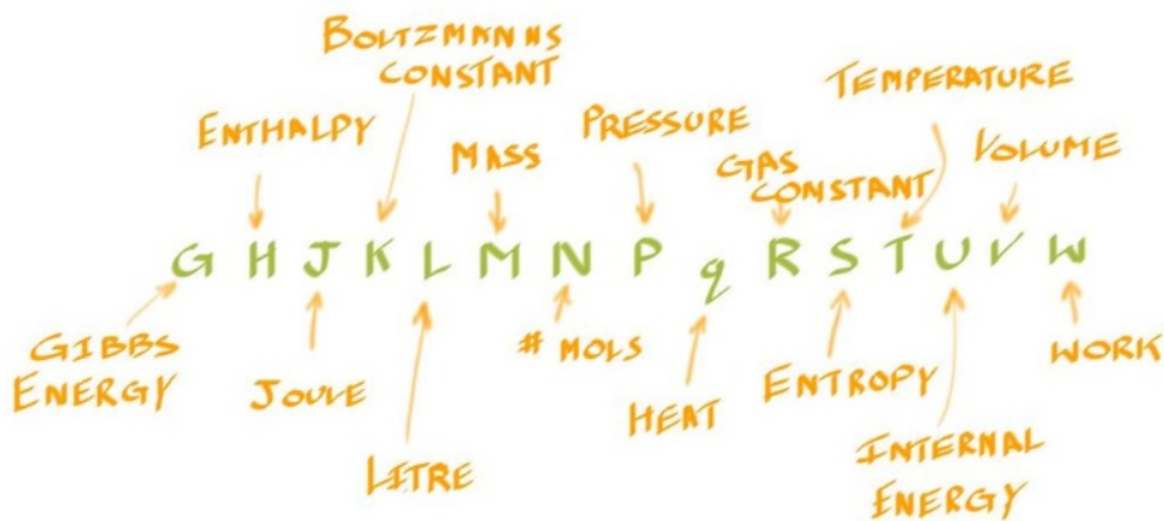 BOLTZMANNS
CONSTANT
TEMPERATURE
ENTHALPY
MASS
PRESSURE
GAS
CONSTANT
VOLUME
G H J K L M N P q R S T U V W
GIBBS
ENERGY
JOULE
LITRE
# MOLS
HEAT
ENTROPY
INTERNAL
ENERGY
WORK